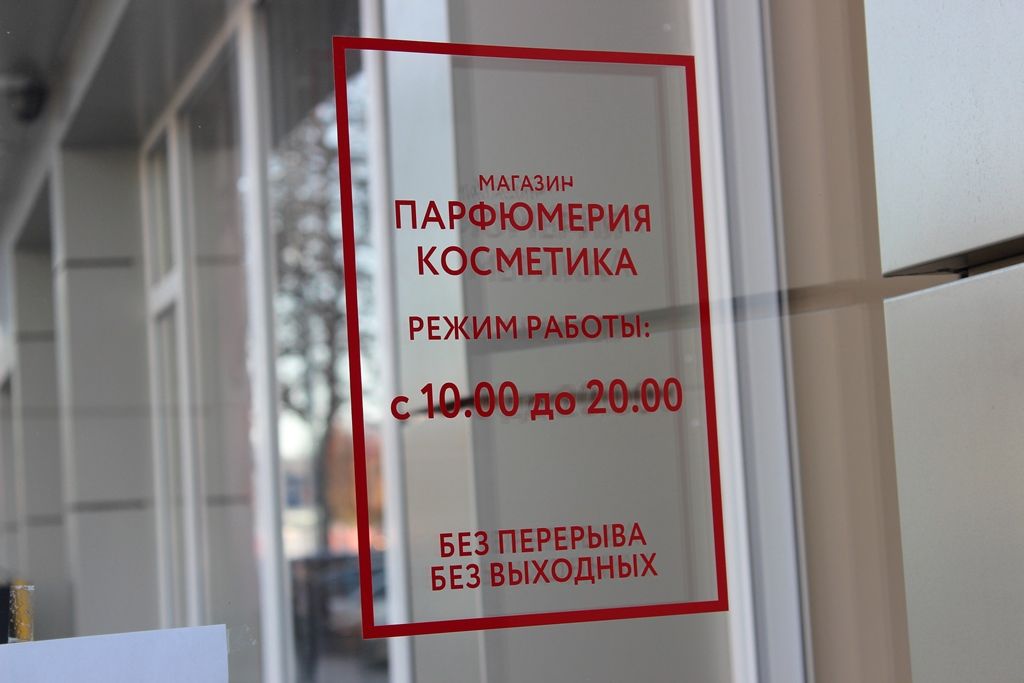 МАГАЗИН
ПАРФЮМЕРИЯ
КОСМЕТИКА
РЕЖИМ РАБОТЫ:
с 10.00 до 20.00
БЕЗ ПЕРЕРЫВА
БЕЗ ВЫХОДНЫХ